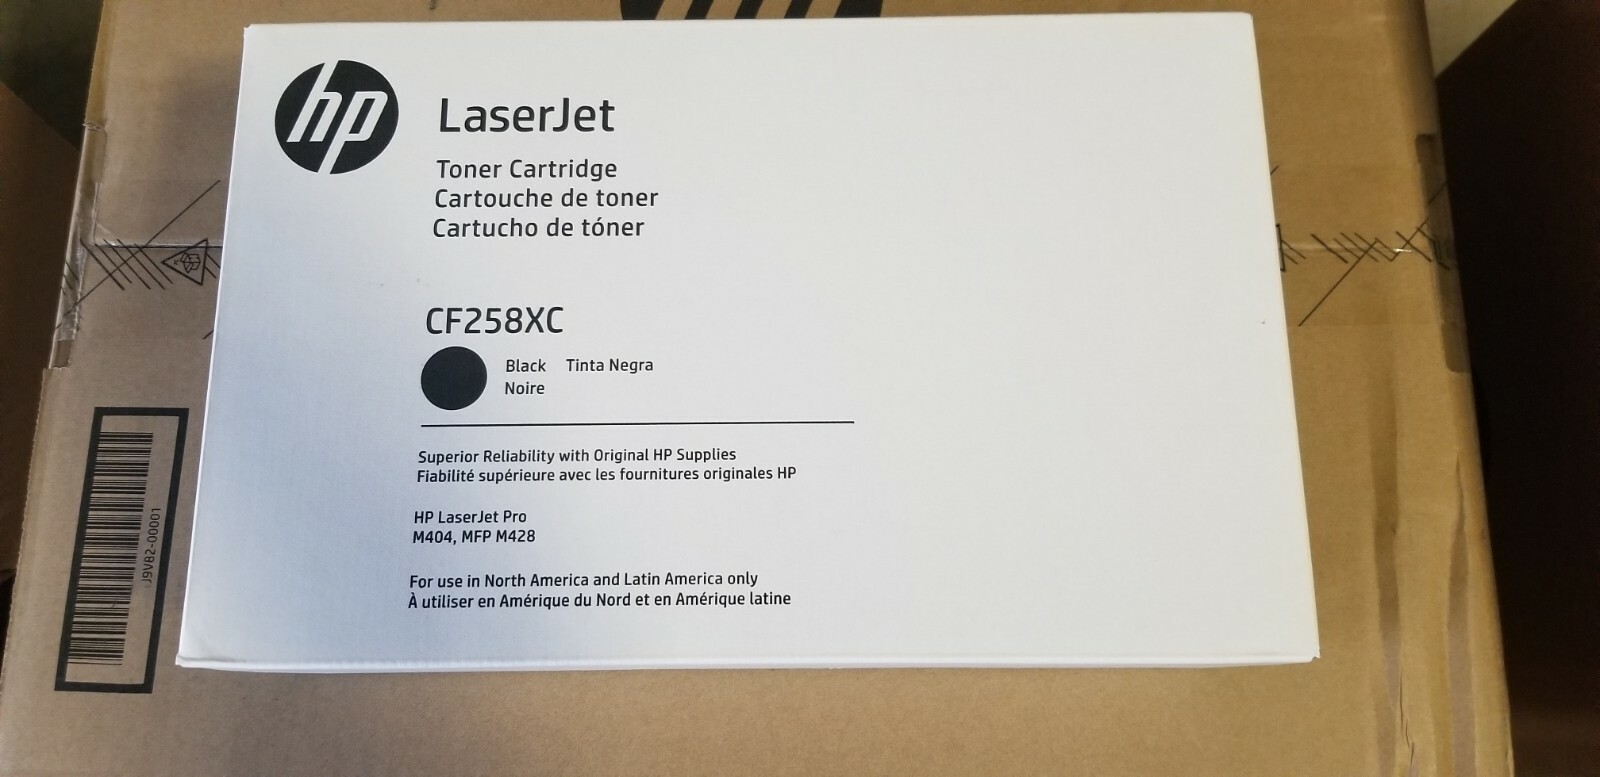 hp
LaserJet
Toner Cartridge
Cartouche de toner
Cartucho de tóner
CF258XC
Black Tinta Negra
Noire
Superior Reliability with Original HP Supplies
Fiabilité supérieure avec les fournitures originales HP
HP LaserJet Pro
M404, MFP M428
For use in North America and Latin America only
À utiliser en Amérique du Nord et en Amérique latine
J9V82-00001